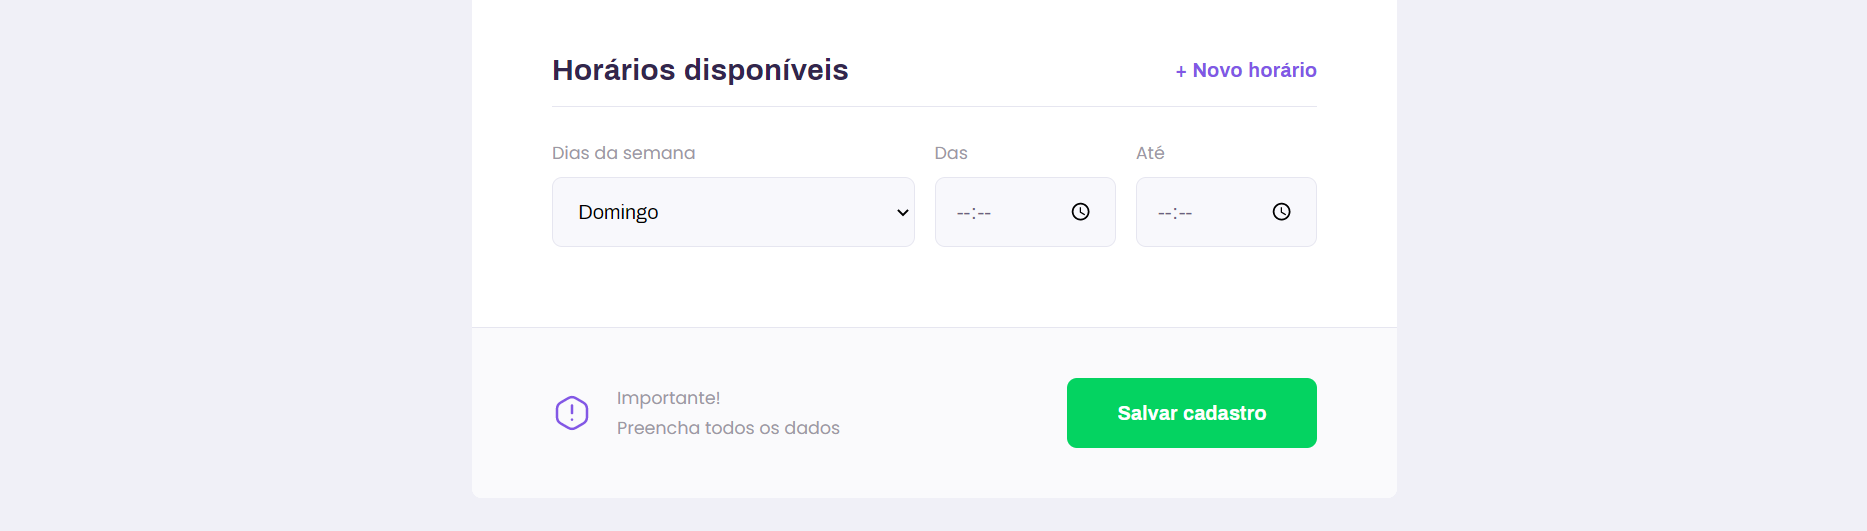 Horários disponíveis
+ Novo horário
Dias da semana
Das
Até
Domingo
--:--
--:--
Importante!
Preencha todos os dados
Salvar cadastro